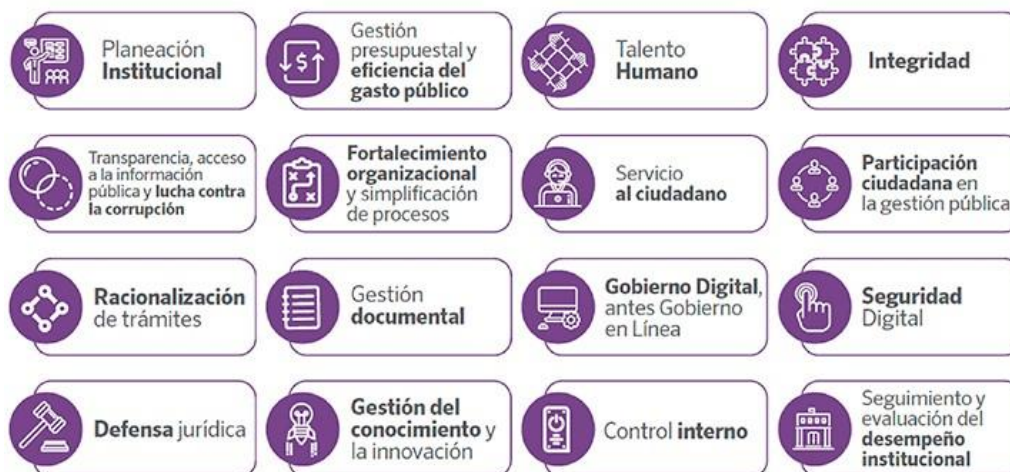 Planeación
Institucional
Gestión
presupuestal y
eficiencia del
gasto público
Talento
Humano
Integridad
Transparencia, acceso
a la información
pública y lucha contra
la corrupción
Fortalecimiento
organizacional
y simplificación
de procesos
Servicio
al ciudadano
Participación
ciudadana en
la gestión pública
Racionalización
de trámites
Gestión
documental
Gobierno Digital,
antes Gobierno
en Línea
Seguridad
Digital
Defensa jurídica
Gestión del
conocimiento y
la innovación
Control interno
Seguimiento y
evaluación del
desempeño
institucional